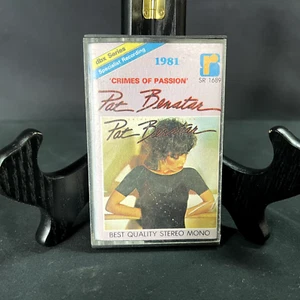 dbx Series
Specialist Recording
1981
SR 1689
'CRIMES OF PASSION'
Pat Benatar
Pat Benatar
BEST QUALITY STEREO MONO